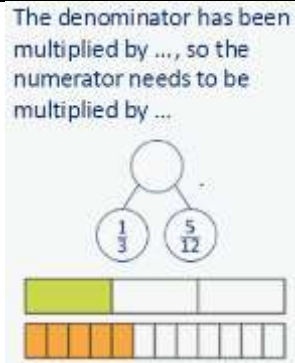 The denominator has been
multiplied by ..., so the
numerator needs to be
multiplied by ...
1/3 5/12